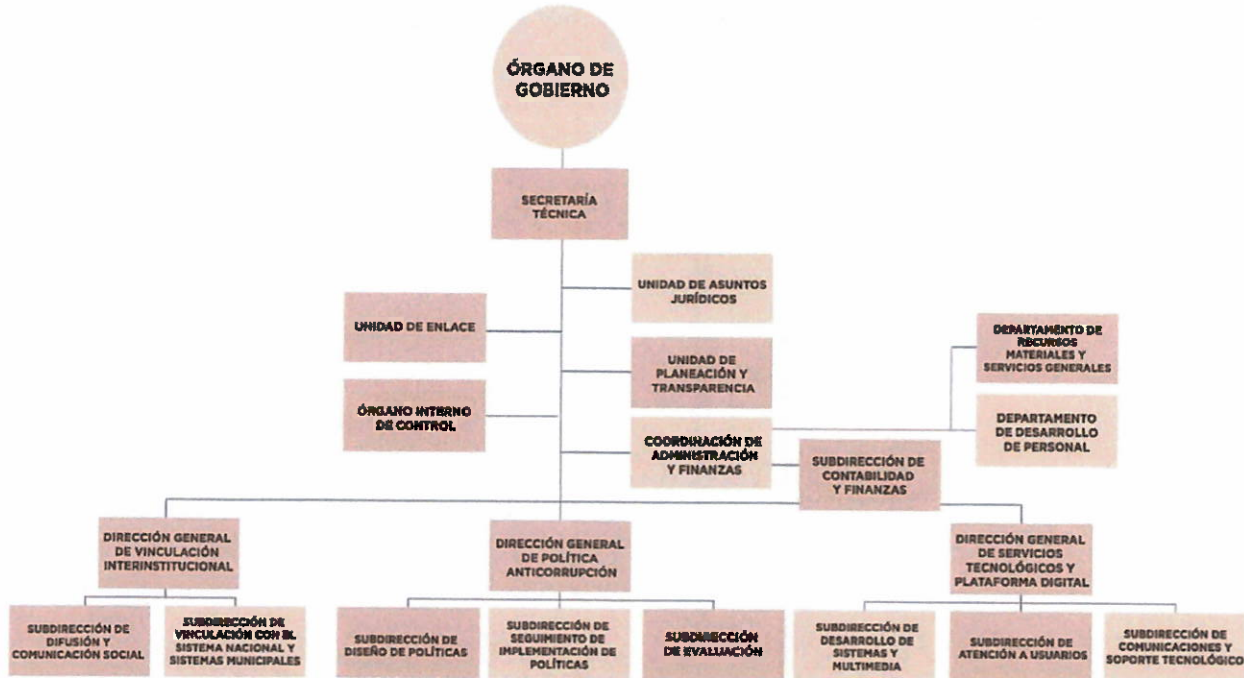 ÓRGANO DE
GOBIERNO
SECRETARÍA
TÉCNICA
UNIDAD DE ASUNTOS
JURÍDICOS
UNIDAD DE ENLACE
UNIDAD DE
PLANEACIÓN Y
TRANSPARENCIA
DEPARTAMENTO DE
RECURSOS
MATERIALES Y
SERVICIOS GENERALES
ÓRGANO INTERNO
DE CONTROL
COORDINACIÓN DE
ADMINISTRACIÓN
Y FINANZAS
DEPARTAMENTO
DE DESARROLLO
DE PERSONAL
SUBDIRECCIÓN DE
CONTABILIDAD
Y FINANZAS
DIRECCIÓN GENERAL
DE VINCULACIÓN
INTERINSTITUCIONAL
DIRECCIÓN GENERAL
DE POLÍTICA
ANTICORRUPCIÓN
DIRECCIÓN GENERAL
DE SERVICIOS
TECNOLÓGICOS Y
PLATAFORMA DIGITAL
SUBDIRECCIÓN DE
DIFUSIÓN Y
COMUNICACIÓN SOCIAL
SUBDIRECCIÓN DE
VINCULACIÓN CON EL
SISTEMA NACIONAL Y
SISTEMAS MUNICIPALES
SUBDIRECCIÓN DE
DISEÑO DE POLÍTICAS
SUBDIRECCIÓN DE
SEGUIMIENTO DE
IMPLEMENTACIÓN DE
POLÍTICAS
SUBDIRECCIÓN
DE EVALUACIÓN
SUBDIRECCIÓN DE
DESARROLLO DE
SISTEMAS Y
MULTIMEDIA
SUBDIRECCIÓN DE
ATENCIÓN A USUARIOS
SUBDIRECCIÓN DE
COMUNICACIONES Y
SOPORTE TECNOLÓGICO